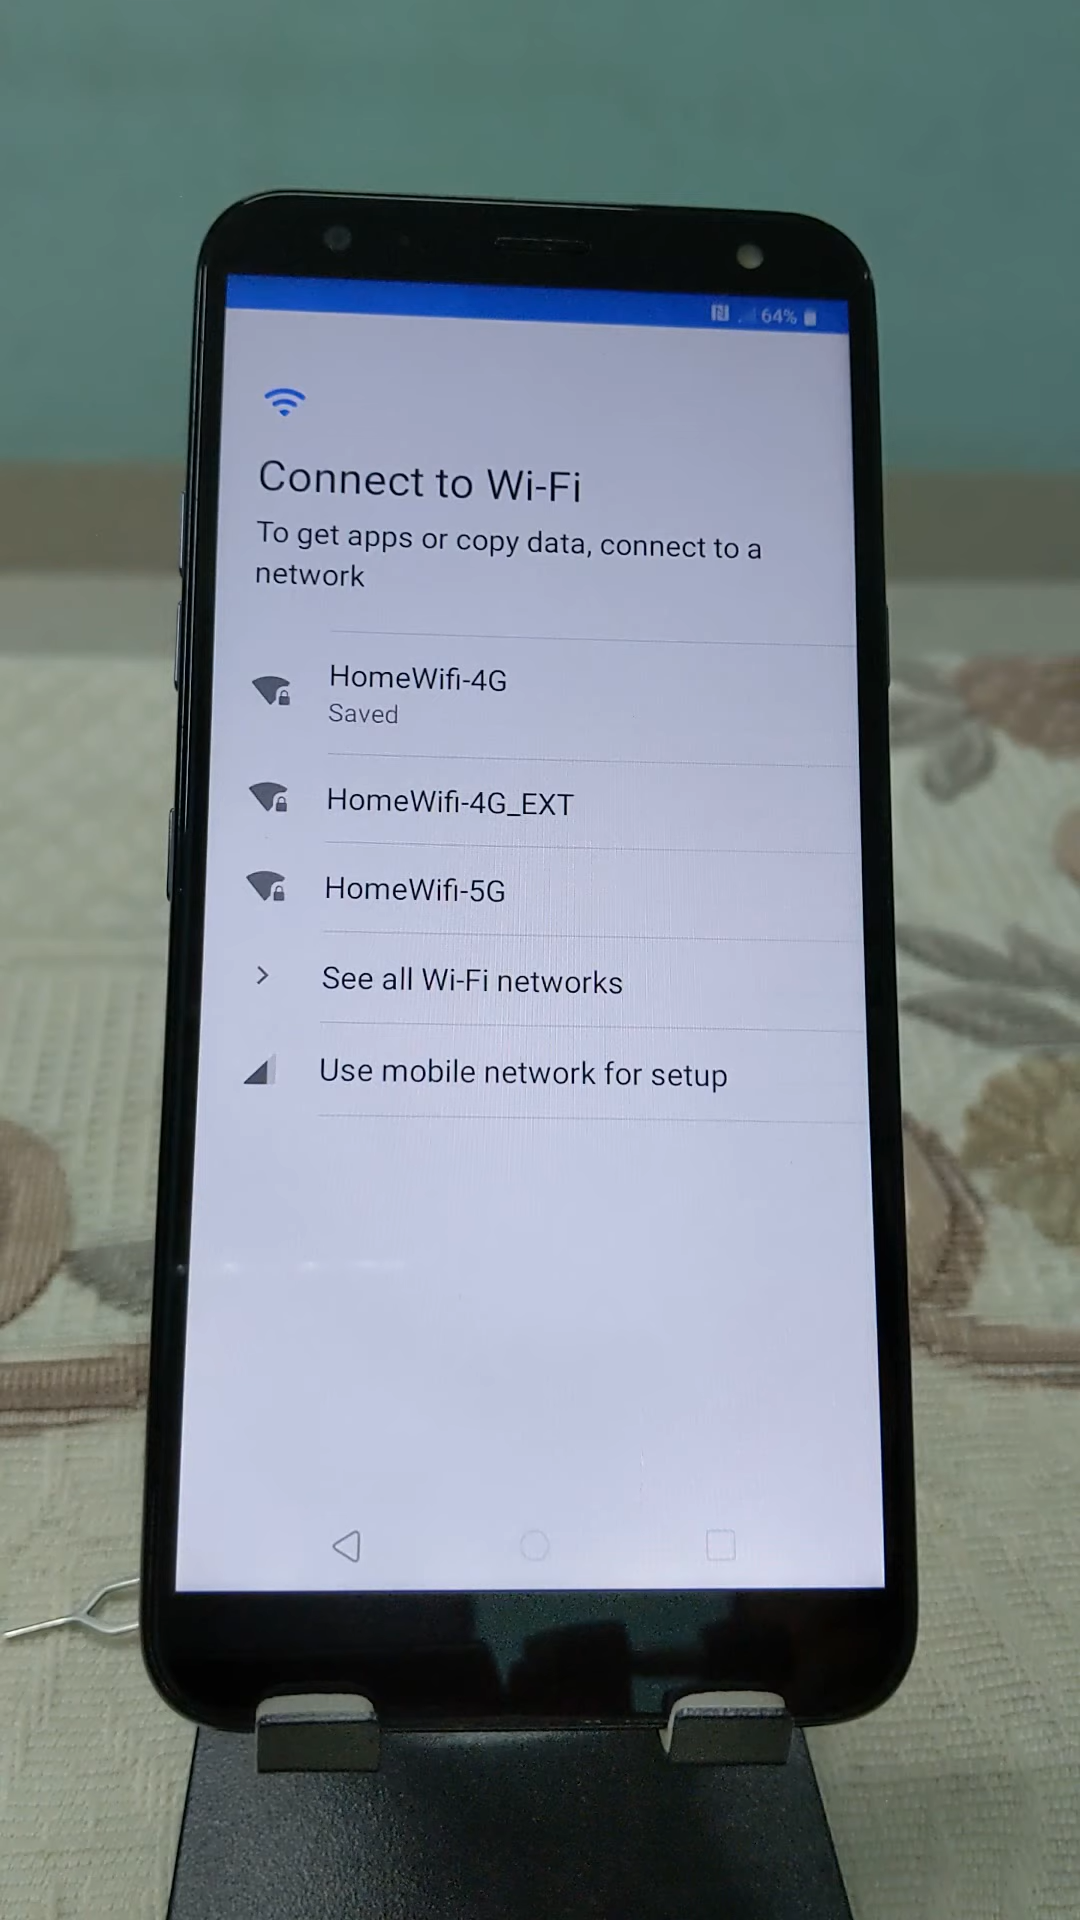 64%
Connect to Wi-Fi
To get apps or copy data, connect to a
network
HomeWifi-4G
Saved
HomeWifi-4G_EXT
HomeWifi-5G
See all Wi-Fi networks
Use mobile network for setup